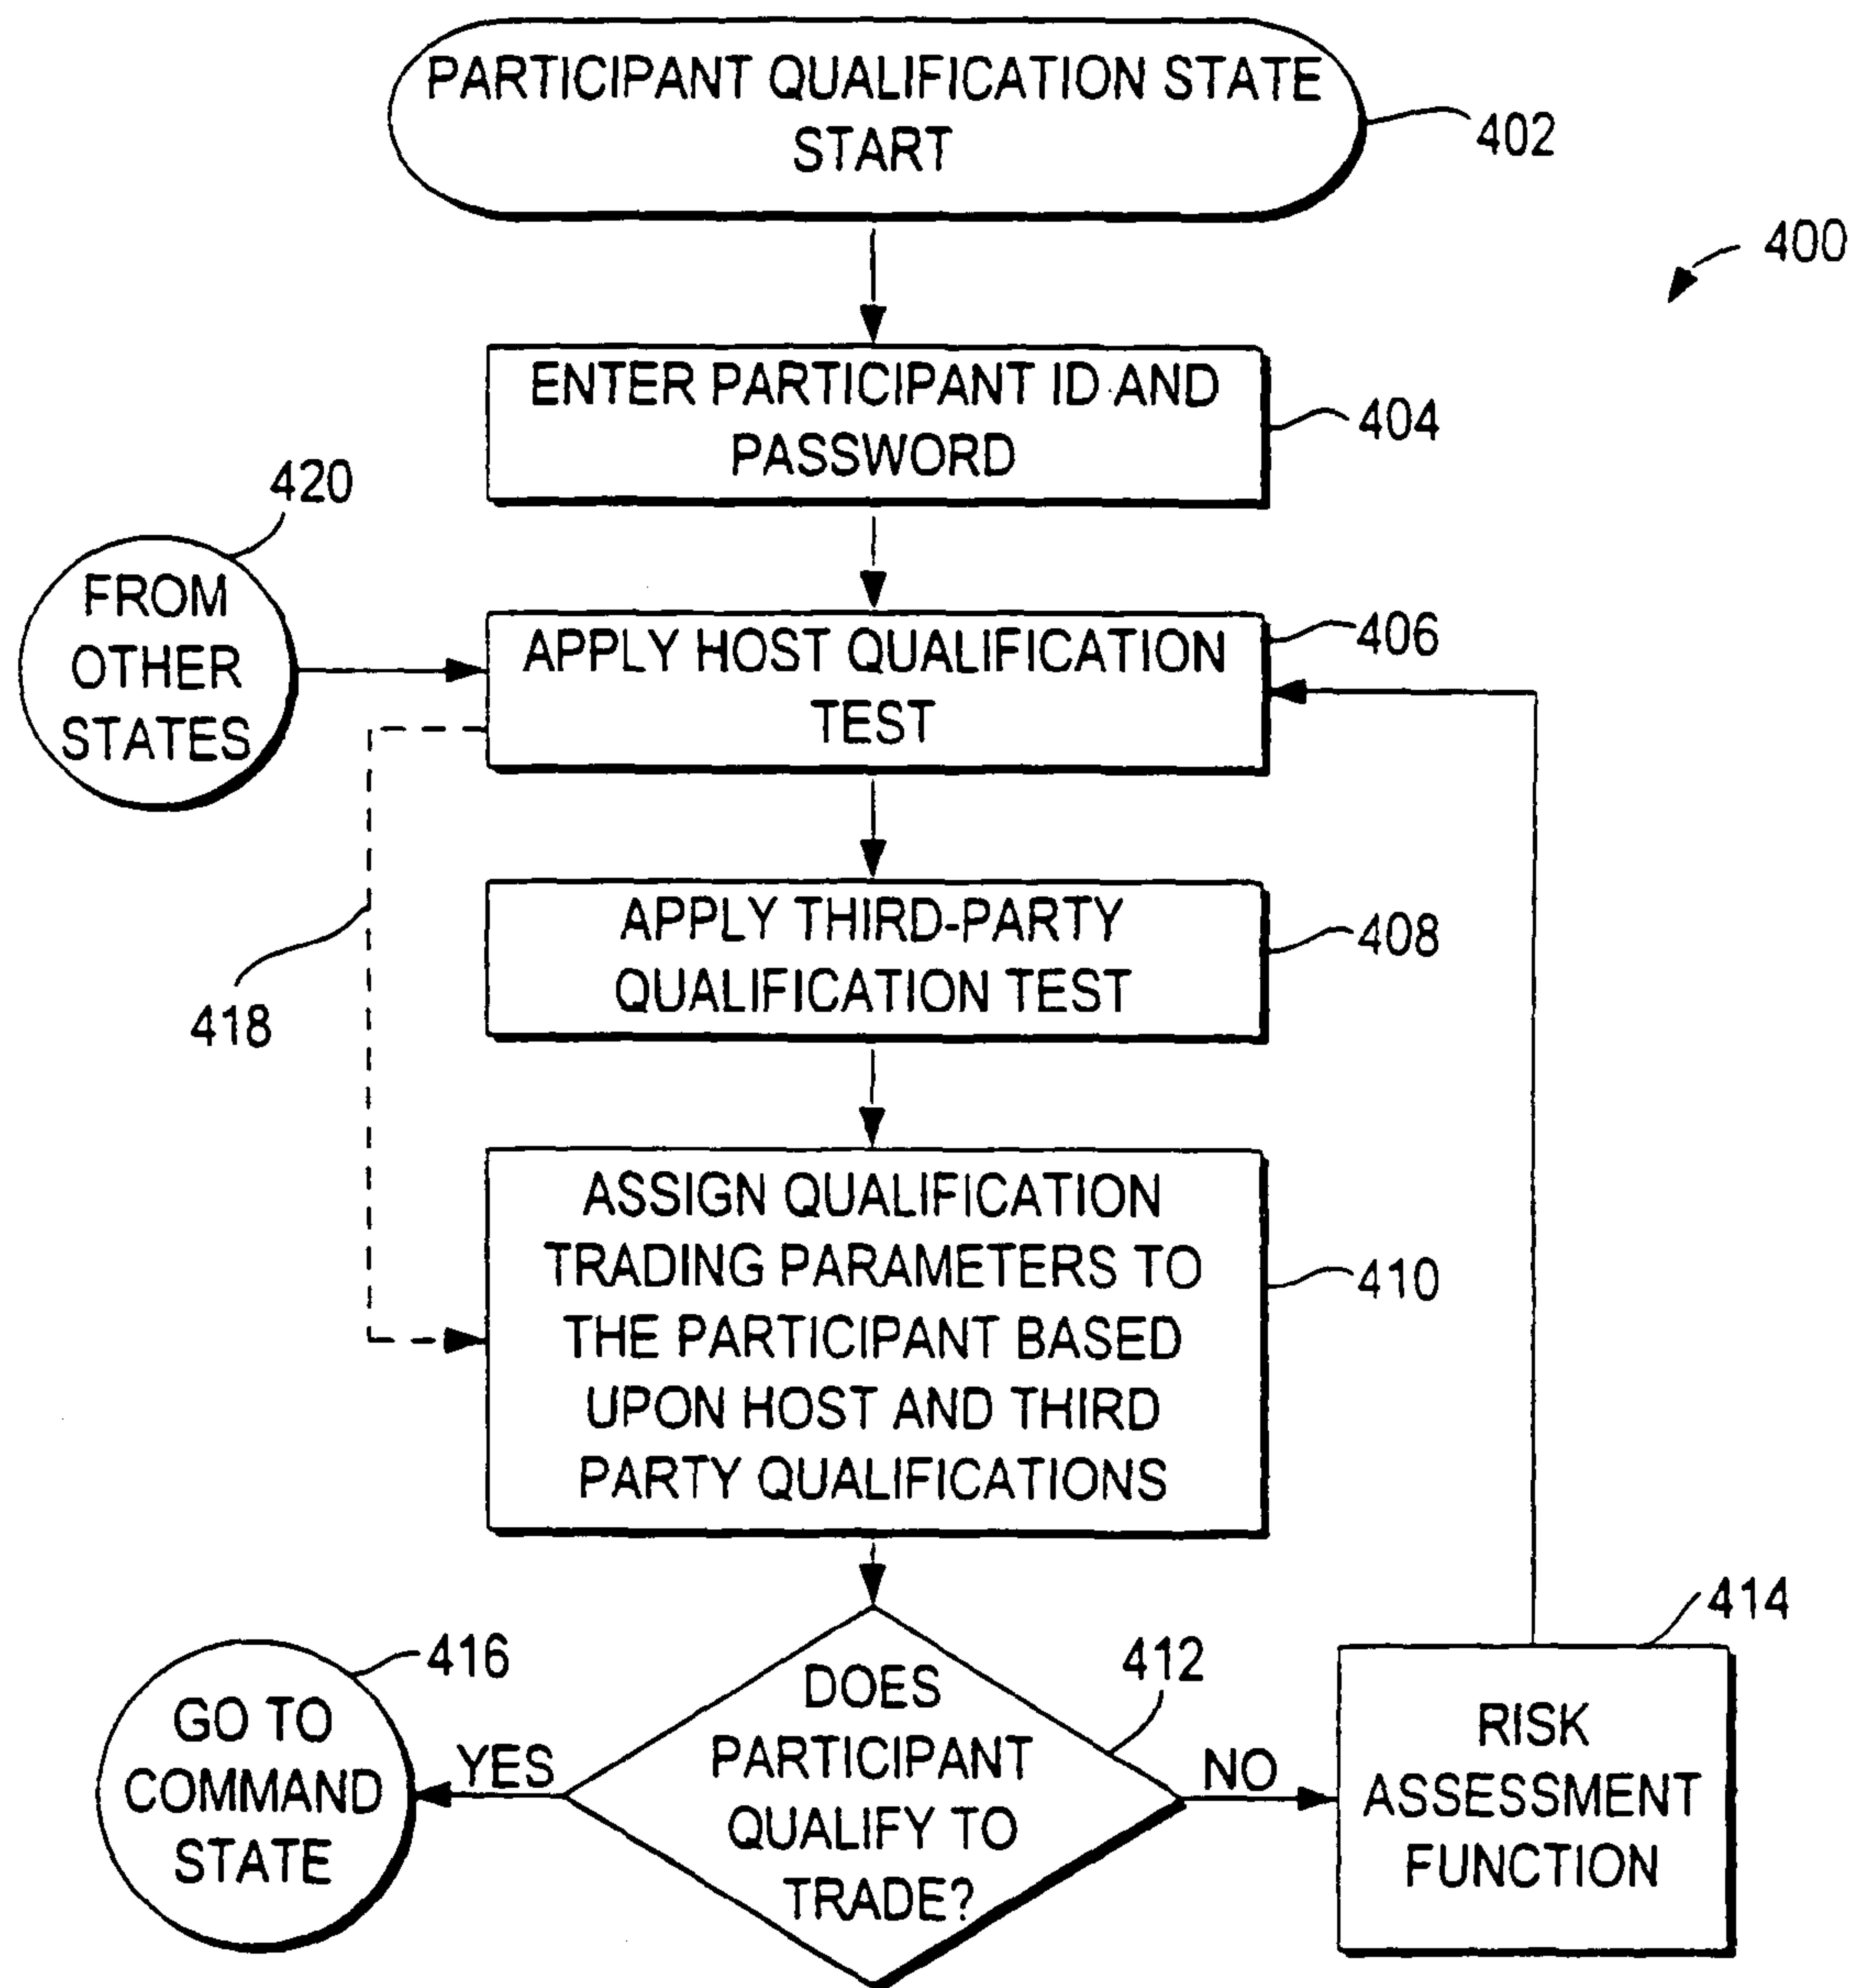 PARTICIPANT QUALIFICATION STATE
START
402
400
ENTER PARTICIPANT ID AND
PASSWORD
404
420
FROM
OTHER
STATES
APPLY HOST QUALIFICATION
TEST
406
APPLY THIRD-PARTY
QUALIFICATION TEST
408
418
ASSIGN QUALIFICATION
TRADING PARAMETERS TO
THE PARTICIPANT BASED
UPON HOST AND THIRD
PARTY QUALIFICATIONS
410
416
GO TO
COMMAND
STATE
YES
DOES
PARTICIPANT
QUALIFY TO
TRADE?
412
NO
414
RISK
ASSESSMENT
FUNCTION